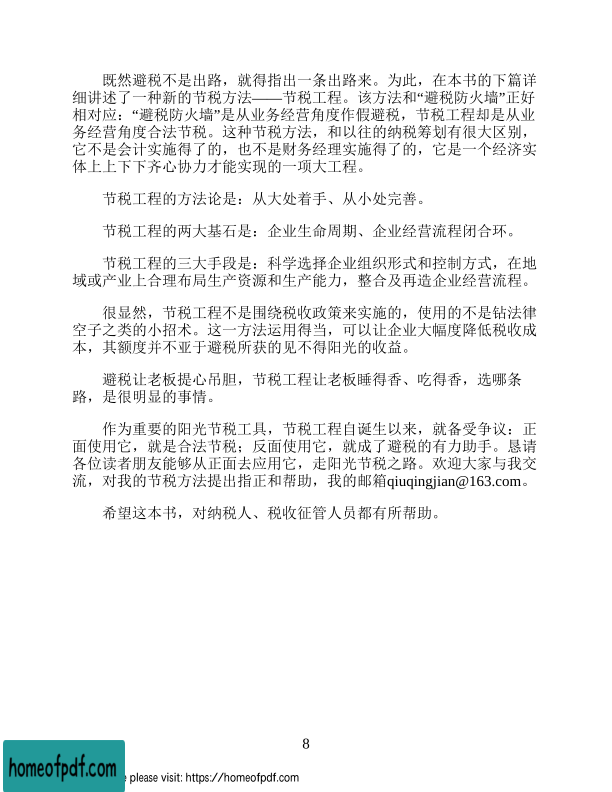 既然避税不是出路，就得指出一条出路来。为此，在本书的下篇详
细讲述了一种新的节税方法——节税工程。该方法和“避税防火墙”正好
相对应：“避税防火墙”是从业务经营角度作假避税，节税工程却是从业
务经营角度合法节税。这种节税方法，和以往的纳税筹划有很大区别，
它不是会计实施得了的，也不是财务经理实施得了的，它是一个经济实
体上上下下齐心协力才能实现的一项大工程。
节税工程的方法论是：从大处着手、从小处完善。
节税工程的两大基石是：企业生命周期、企业经营流程闭合环。
节税工程的三大手段是：科学选择企业组织形式和控制方式，在地
域或产业上合理布局生产资源和生产能力，整合及再造企业经营流程。
很显然，节税工程不是围绕税收政策来实施的，使用的不是钻法律
空子之类的小招术。这一方法运用得当，可以让企业大幅度降低税收成
本，其额度并不亚于避税所获的见不得阳光的收益。
避税让老板提心吊胆，节税工程让老板睡得香、吃得香，选哪条
路，是很明显的事情。
作为重要的阳光节税工具，节税工程自诞生以来，就备受争议：正
面使用它，就是合法节税；反面使用它，就成了避税的有力助手。恳请
各位读者朋友能够从正面去应用它，走阳光节税之路。欢迎大家与我交
流，对我的节税方法提出指正和帮助，我的邮箱qiuqingjian@163.com。
希望这本书，对纳税人、税收征管人员都有所帮助。
8
homeofpdf.com
please visit: https://homeofpdf.com